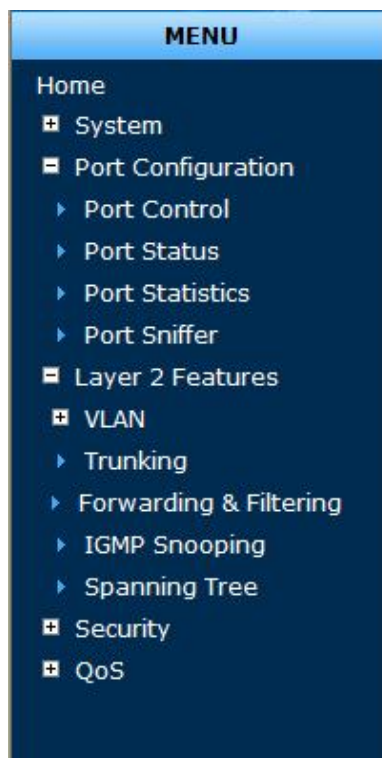 MENU
Home
System
Port Configuration
Port Control
Port Status
Port Statistics
Port Sniffer
Layer 2 Features
VLAN
Trunking
Forwarding & Filtering
IGMP Snooping
Spanning Tree
Security
QoS